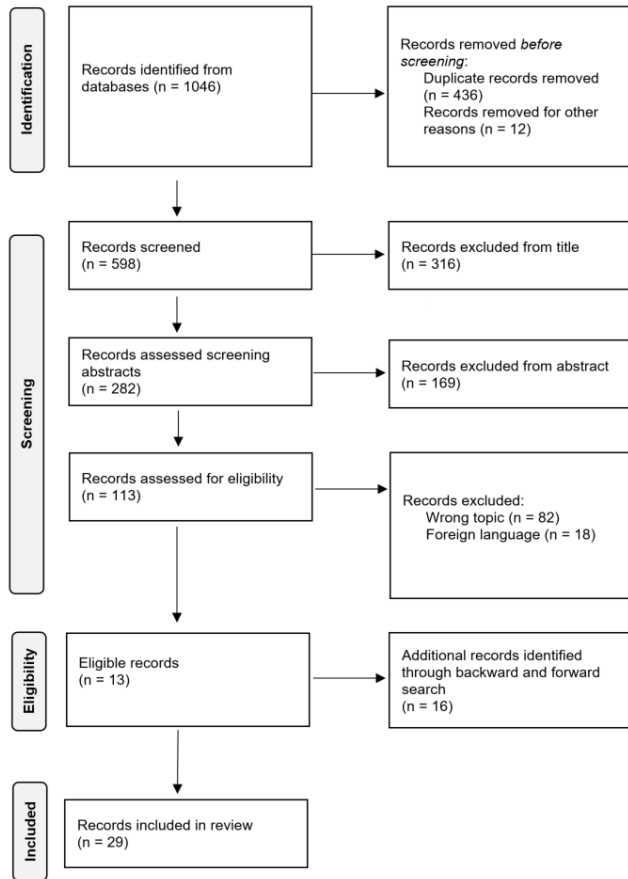 Identification
Records identified from
databases (n = 1046)
Records removed before
screening:
Duplicate records removed
(n = 436)
Records removed for other
reasons (n = 12)
Screening
Records screened
(n = 598)
Records excluded from title
(n = 316)
Records assessed screening
abstracts
(n = 282)
Records excluded from abstract
(n = 169)
Records assessed for eligibility
(n = 113)
Records excluded:
Wrong topic (n = 82)
Foreign language (n = 18)
Eligibility
Eligible records
(n = 13)
Additional records identified
through backward and forward
search
(n = 16)
Included
Records included in review
(n = 29)